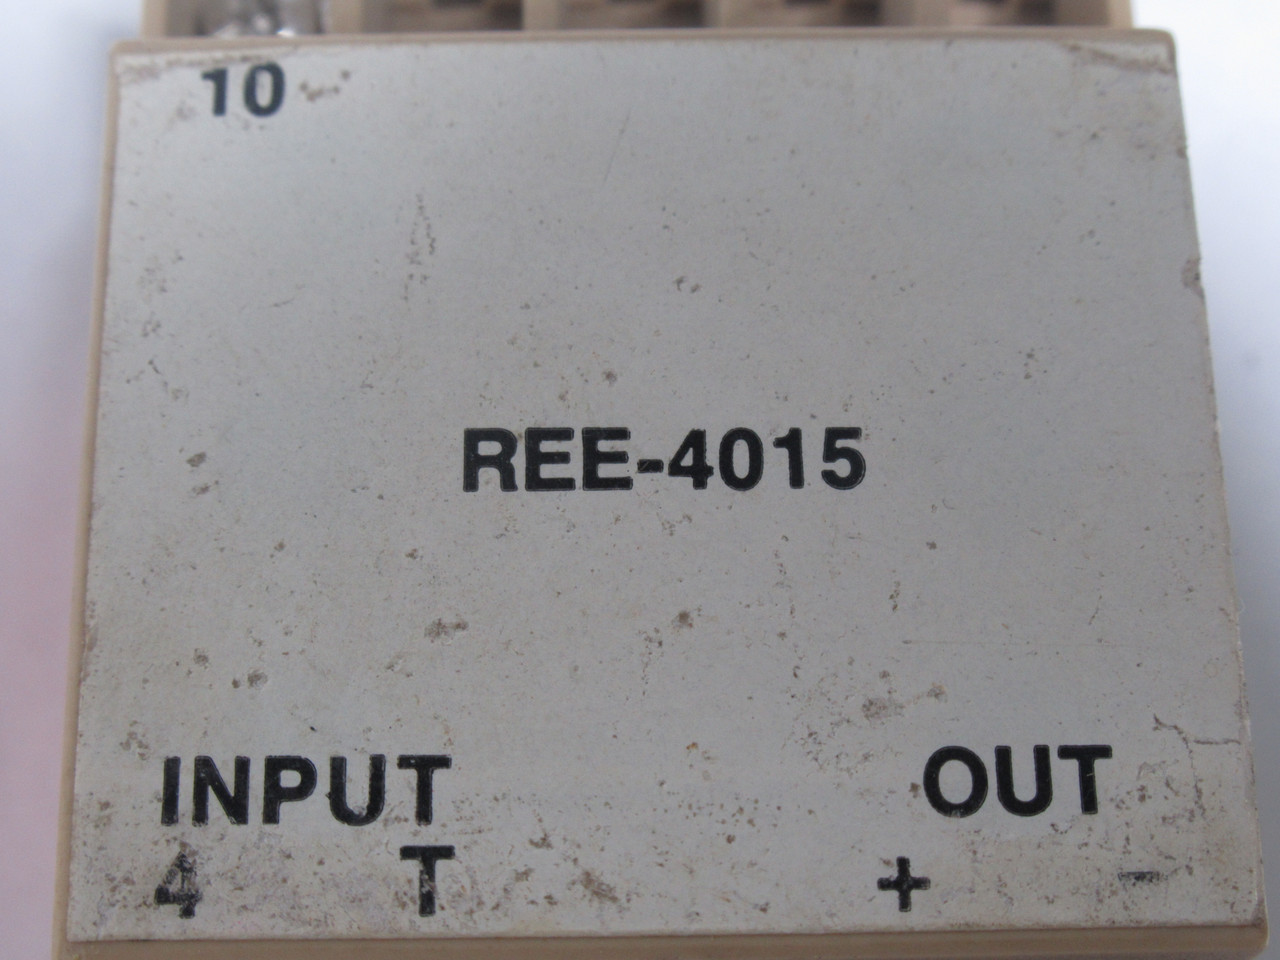 10
REE-4015
INPUT OUT
4 T + -